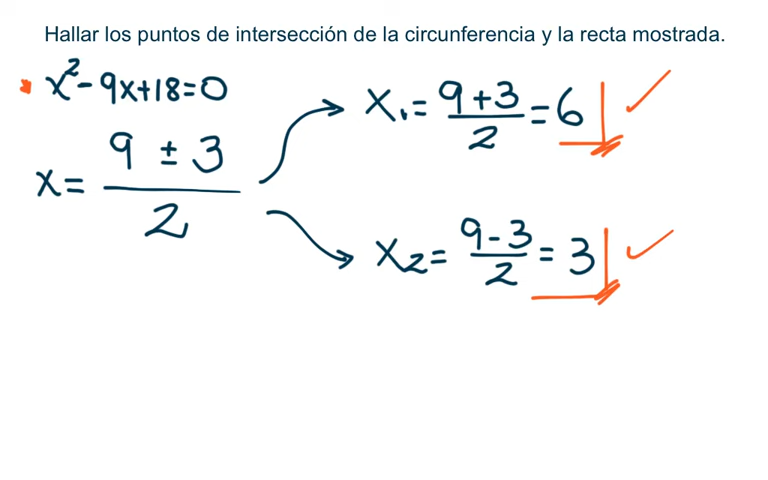 Hallar los puntos de intersección de la circunferencia y la recta mostrada.
x²-9x+18=0
x= 9 ± 3 / 2
x₁= 9+3 / 2 = 6
x₂= 9-3 / 2 = 3